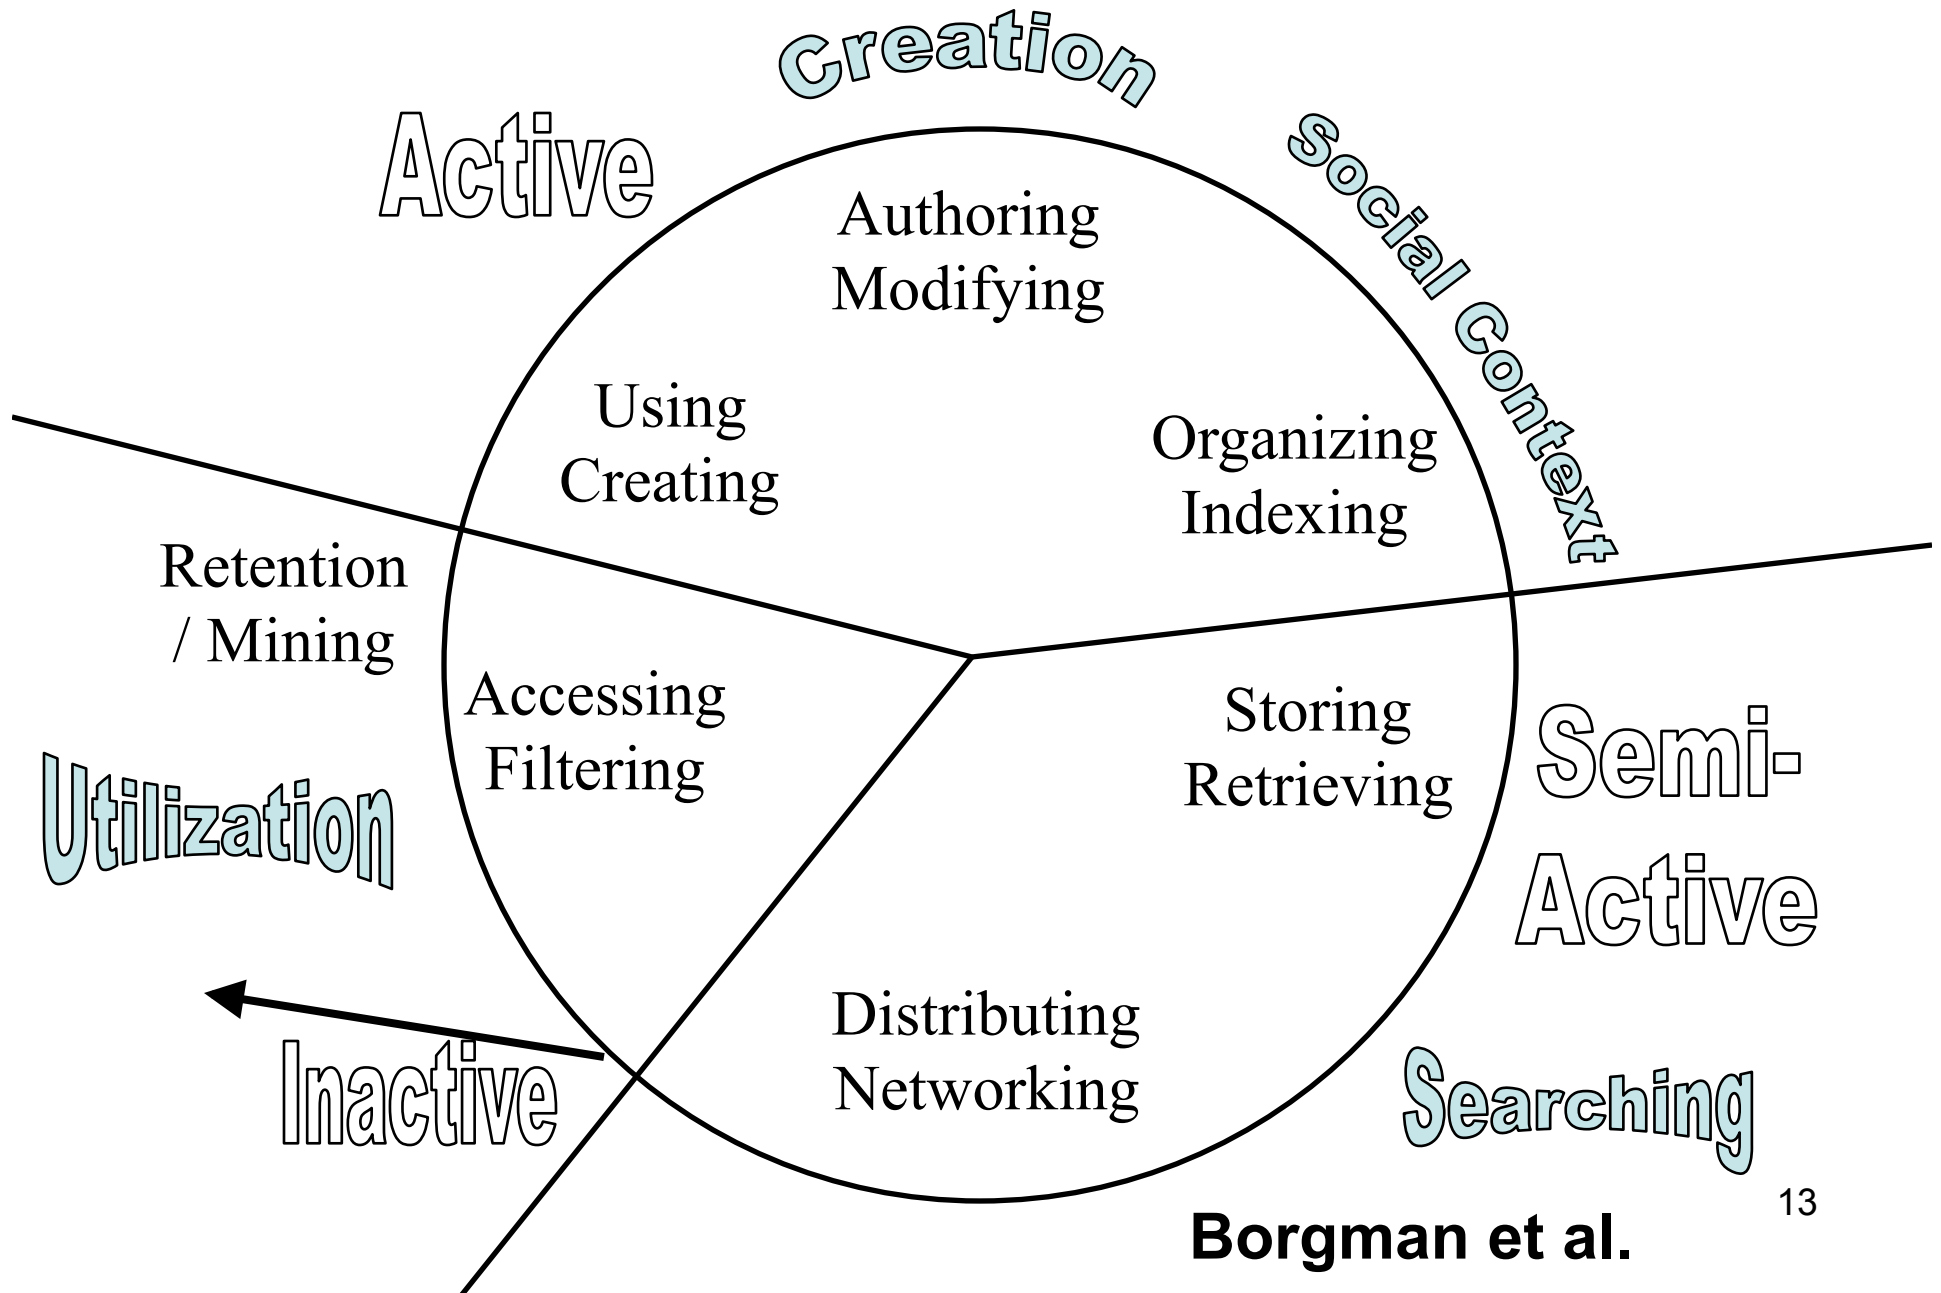 Creation
Active
Social Context
Authoring
Modifying
Using
Creating
Organizing
Indexing
Retention
/ Mining
Accessing
Filtering
Storing
Retrieving
Semi-
Active
Utilization
Distributing
Networking
Inactive
Searching
13
Borgman et al.